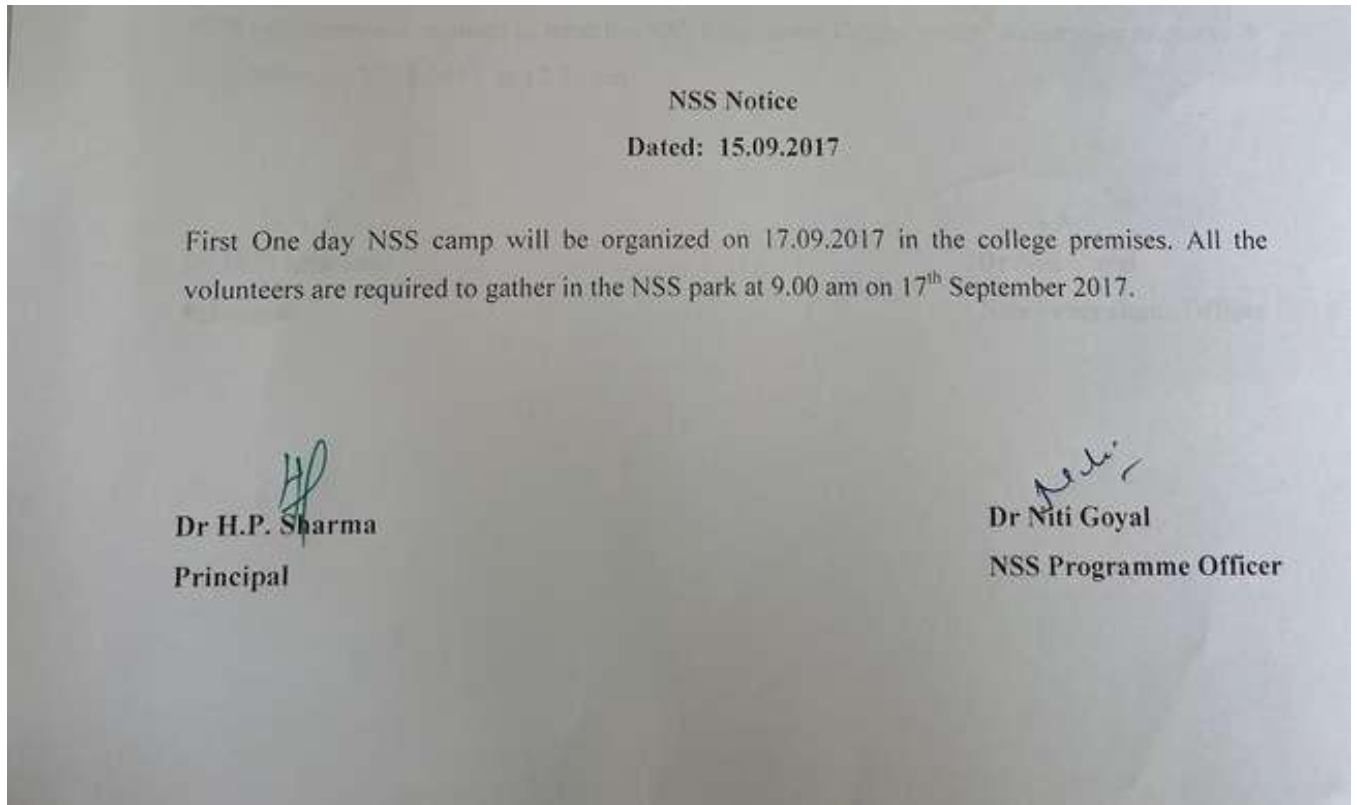 NSS Notice
Dated: 15.09.2017
First One day NSS camp will be organized on 17.09.2017 in the college premises. All the
volunteers are required to gather in the NSS park at 9.00 am on 17th September 2017.
Dr H.P. Sharma
Principal
Dr Niti Goyal
NSS Programme Officer